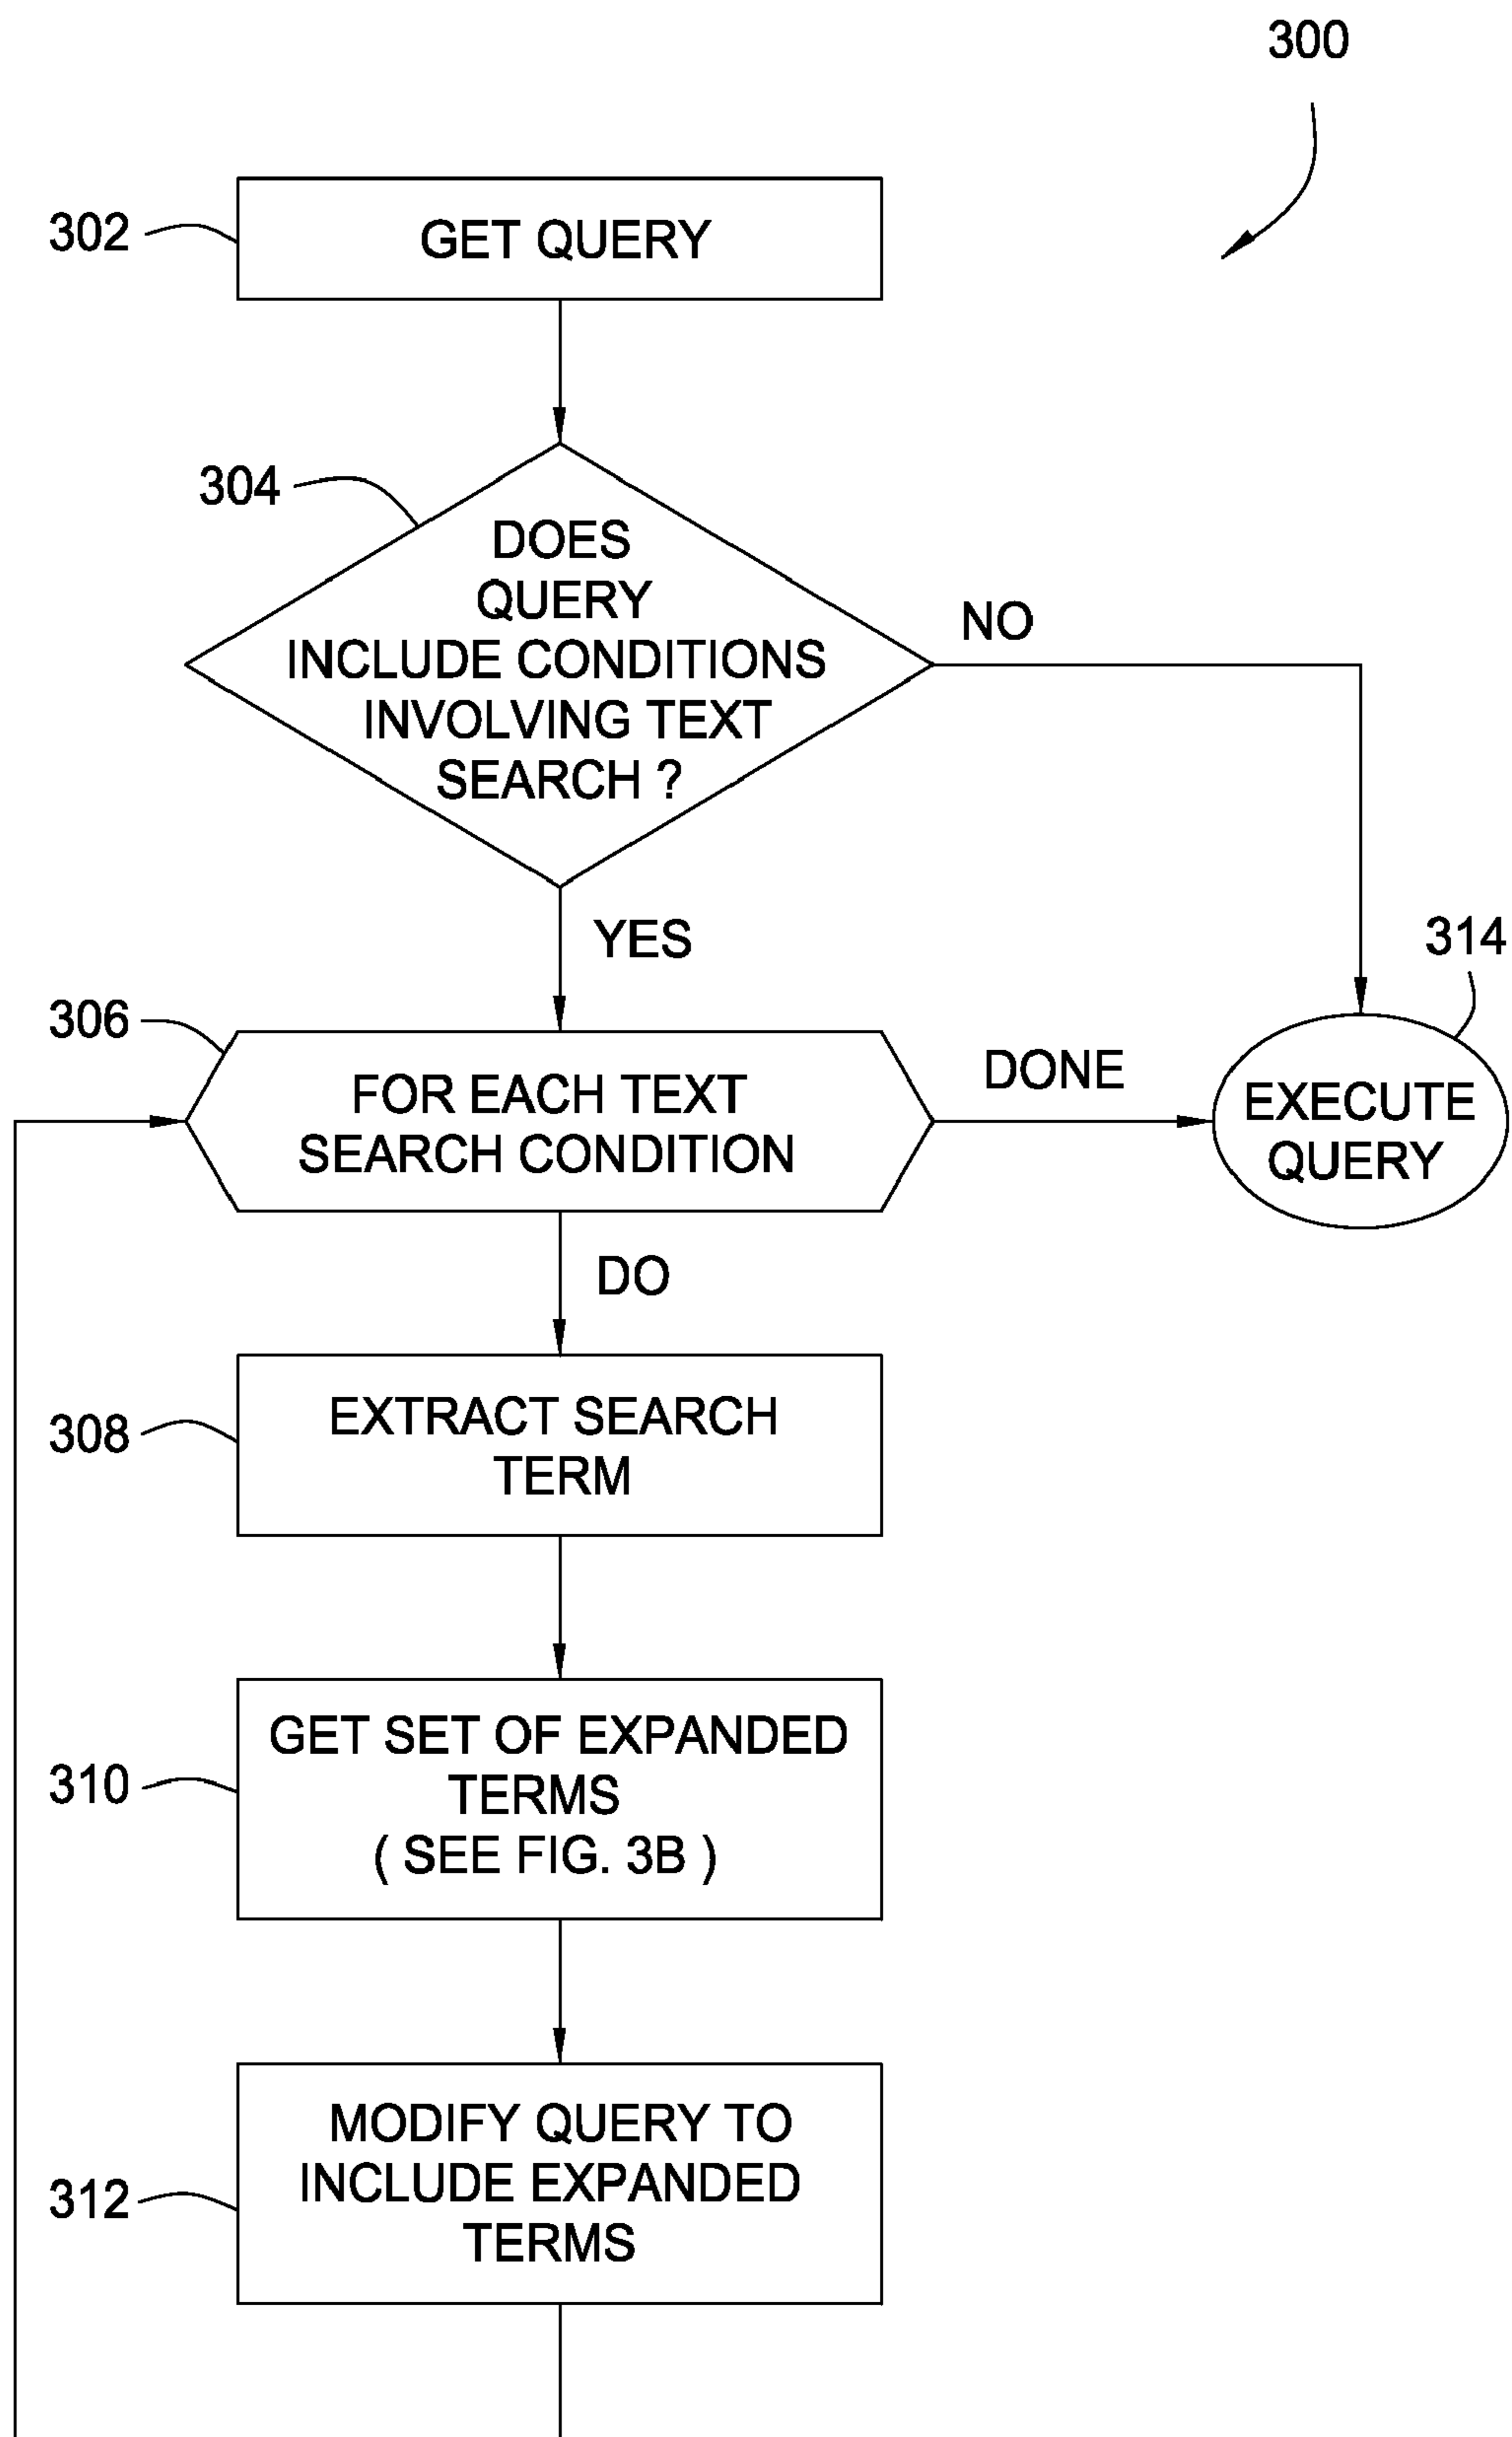 300
302
GET QUERY
304
DOES
QUERY
INCLUDE CONDITIONS
INVOLVING TEXT
SEARCH ?
NO
YES
314
306
FOR EACH TEXT
SEARCH CONDITION
DONE
EXECUTE
QUERY
DO
308
EXTRACT SEARCH
TERM
310
GET SET OF EXPANDED
TERMS
( SEE FIG. 3B )
312
MODIFY QUERY TO
INCLUDE EXPANDED
TERMS